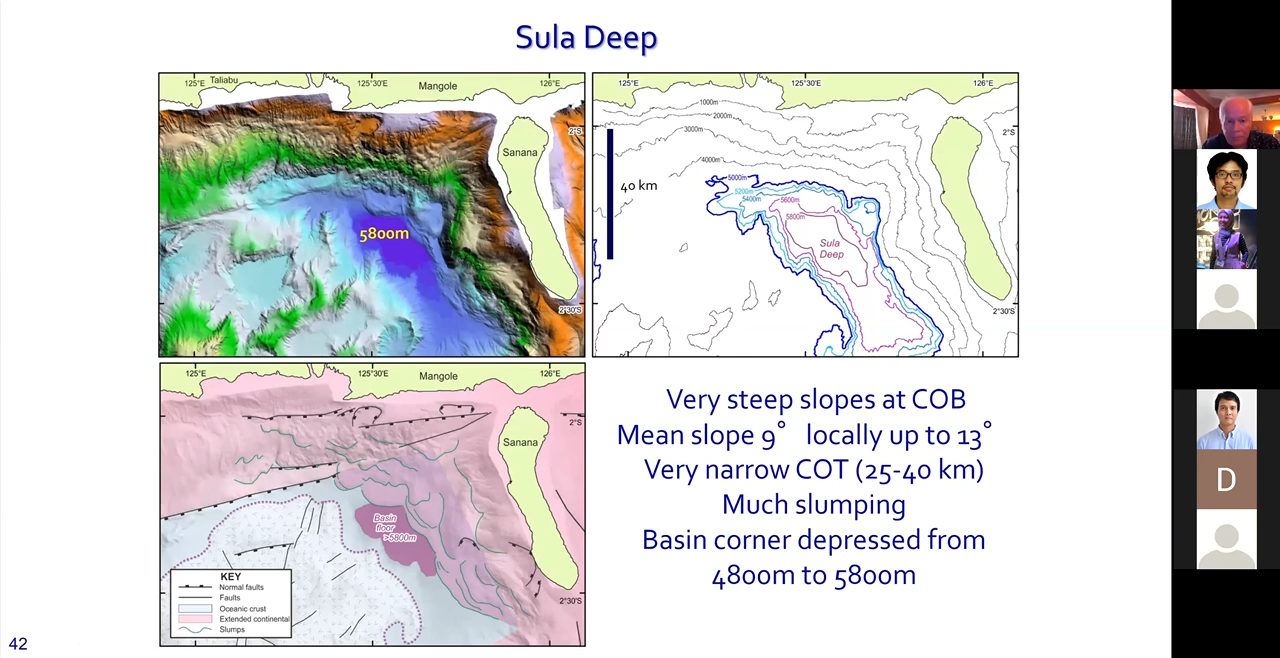 Sula Deep
125°E
Taliabu
125°30'E
Mangole
126°E
2°S
Sanana
5800m
2°30'S
125°E
125°30'E
126°E
1000m
2000m
2°S
3000m
4000m
40 km
5000m
5200m
5400m
5600m
5800m
Sula
Deep
2°30'S
125°E
125°30'E
Mangole
126°E
2°S
Sanana
Basin
floor
>5800m
KEY
Normal faults
Faults
Oceanic crust
Extended continental
Slumps
2°30'S
Very steep slopes at COB
Mean slope 9° locally up to 13°
Very narrow COT (25-40 km)
Much slumping
Basin corner depressed from
4800m to 5800m
42
D